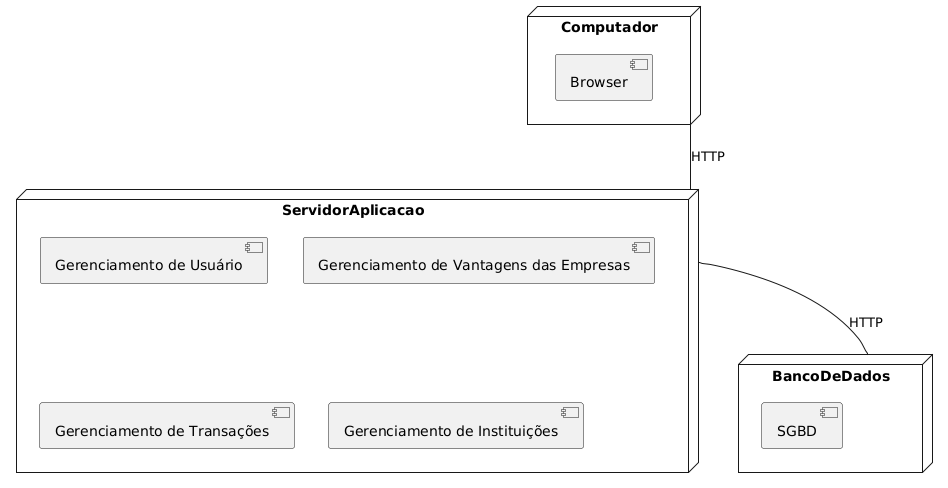 Computador
Browser
HTTP
ServidorAplicacao
Gerenciamento de Usuário
Gerenciamento de Vantagens das Empresas
HTTP
BancoDeDados
Gerenciamento de Transações
Gerenciamento de Instituições
SGBD